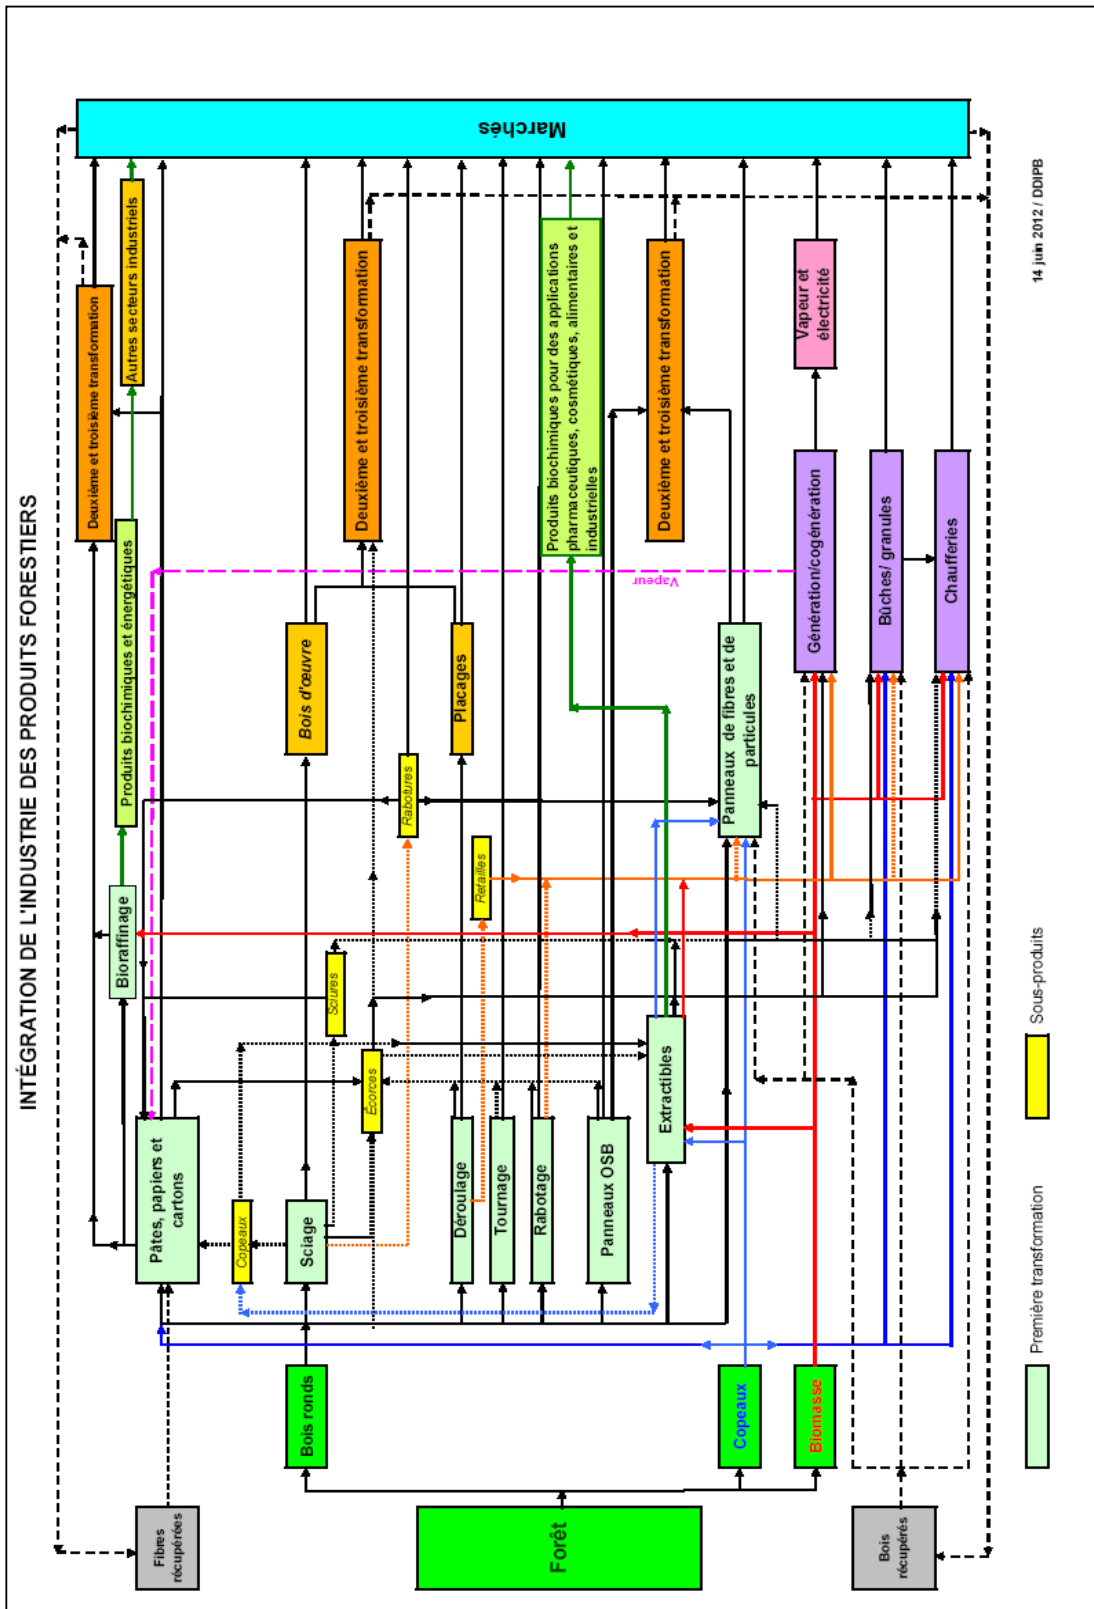 INTÉGRATION DE L'INDUSTRIE DES PRODUITS FORESTIERS
Fibres
récupérées
Forêt
Bois
récupérés
Bois ronds
Copeaux
Biomasse
Pâtes, papiers et
cartons
Copeaux
Sciage
Écorces
Sciures
Déroulage
Tournage
Rabotage
Panneaux OSB
Extractibles
Bioraffinage
Rabotures
Retailles
Produits biochimiques et énergétiques
Bois d'œuvre
Placages
Panneaux de fibres et de
particules
Vapeur
Génération/cogénération
Bûches/ granules
Chaufferies
Deuxième et troisième transformation
Autres secteurs industriels
Deuxième et troisième transformation
Produits biochimiques pour des applications
pharmaceutiques, cosmétiques, alimentaires et
industrielles
Deuxième et troisième transformation
Vapeur et
électricité
Marchés
Première transformation
Sous-produits
14 juin 2012 / DDIPB